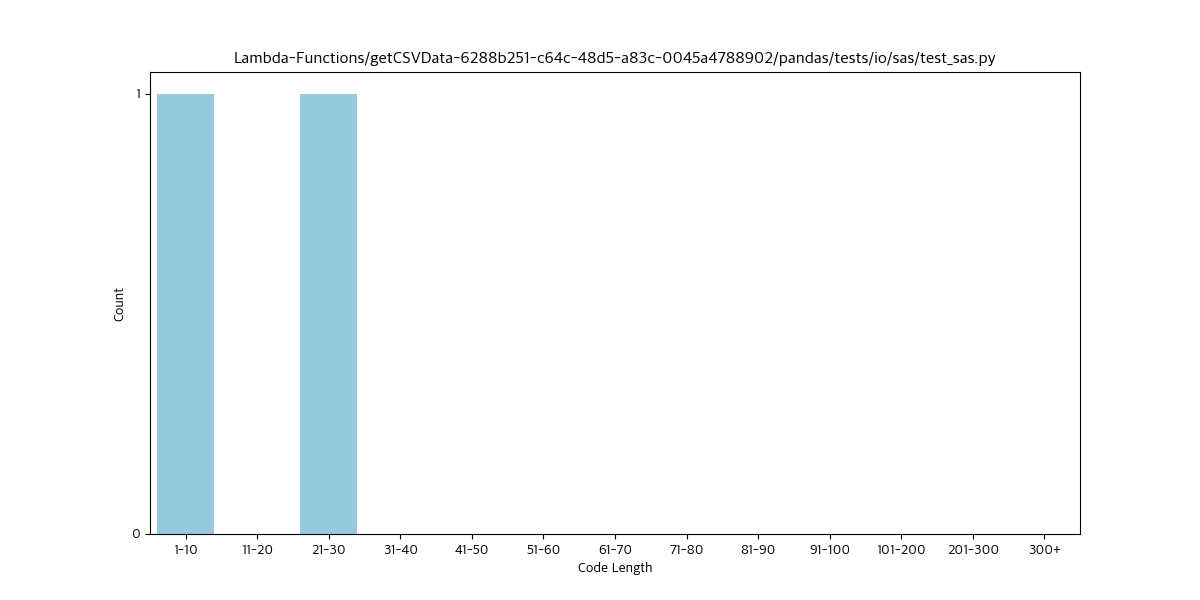 Lambda-Functions/getCSVData-6288b251-c64c-48d5-a83c-0045a4788902/pandas/tests/io/sas/test_sas.py
1
Count
0
1-10 11-20 21-30 31-40 41-50 51-60 61-70 71-80 81-90 91-100 101-200 201-300 300+
Code Length